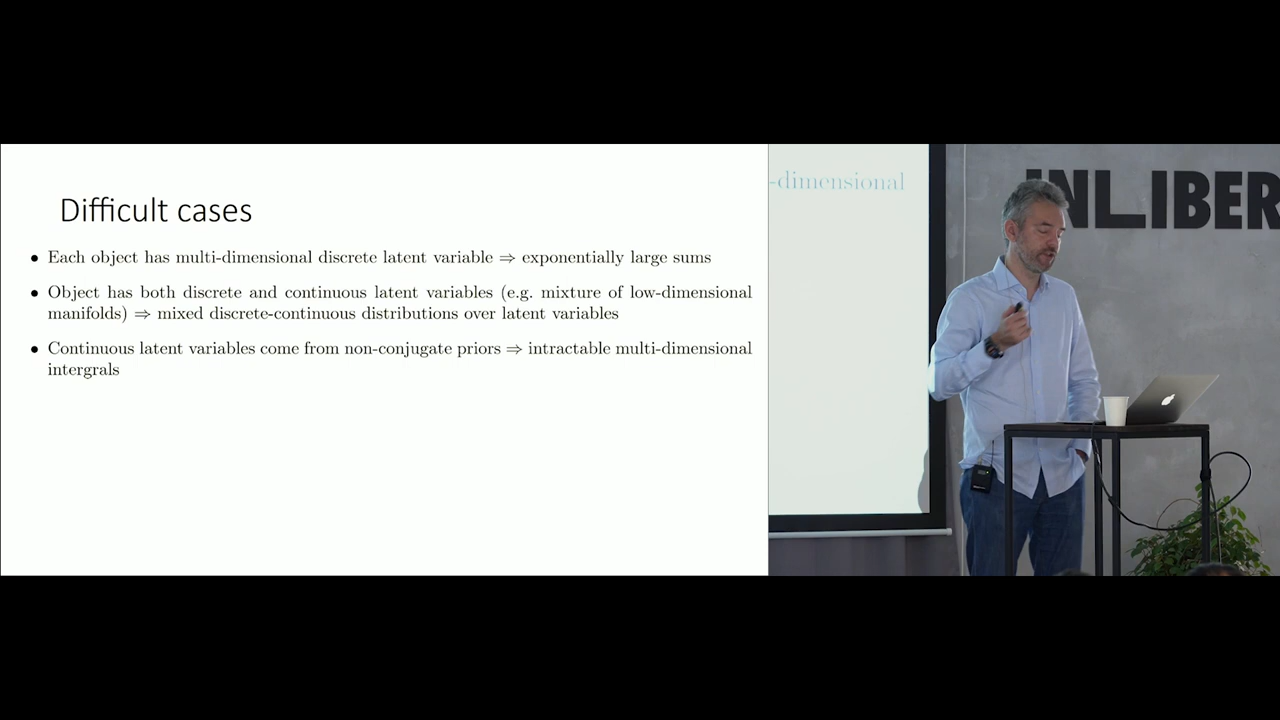 Difficult cases
• Each object has multi-dimensional discrete latent variable ⇒ exponentially large sums
• Object has both discrete and continuous latent variables (e.g. mixture of low-dimensional
manifolds) ⇒ mixed discrete-continuous distributions over latent variables
• Continuous latent variables come from non-conjugate priors ⇒ intractable multi-dimensional
intergrals
-dimensional
INLIBER